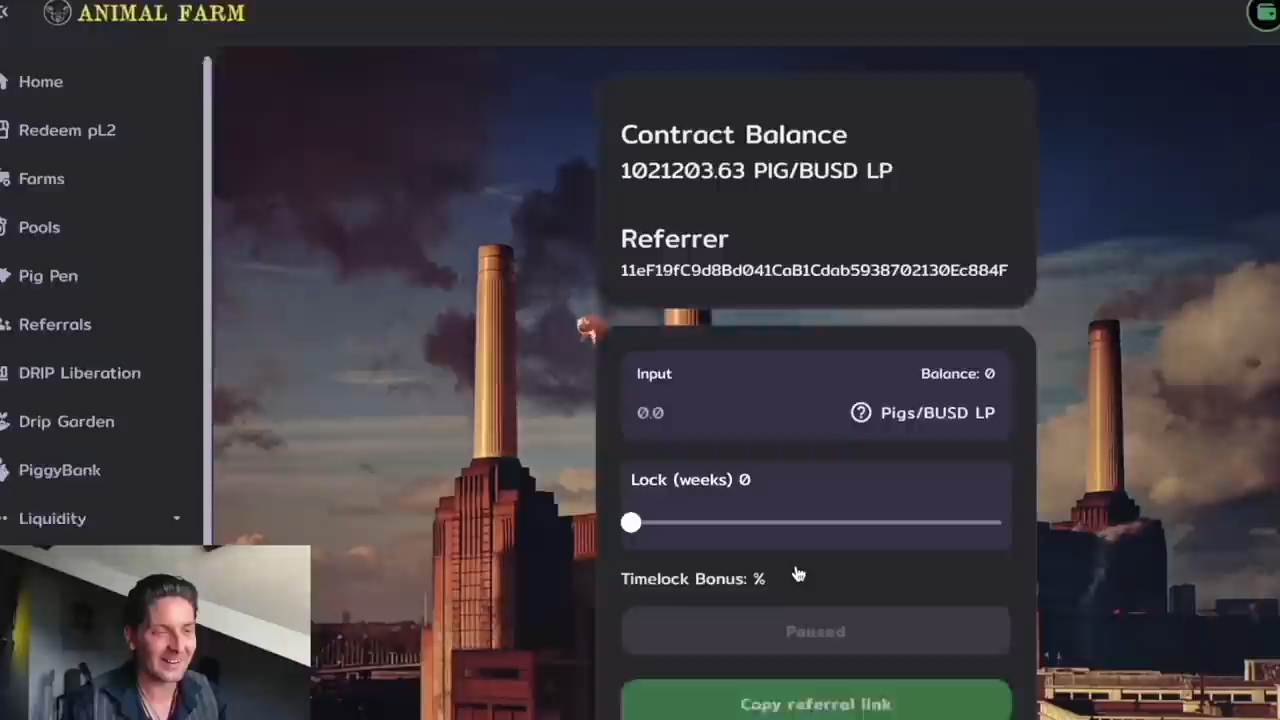 ANIMAL FARM
Home
Redeem pL2
Farms
Pools
Pig Pen
Referrals
DRIP Liberation
Drip Garden
PiggyBank
Liquidity
Contract Balance
1021203.63 PIG/BUSD LP
Referrer
11eF19fC9d8Bd041CaB1Cdab5938702130Ec884F
Input
Balance: 0
0.0
Pigs/BUSD LP
Lock (weeks) 0
Timelock Bonus: %
Paused
Copy referral link